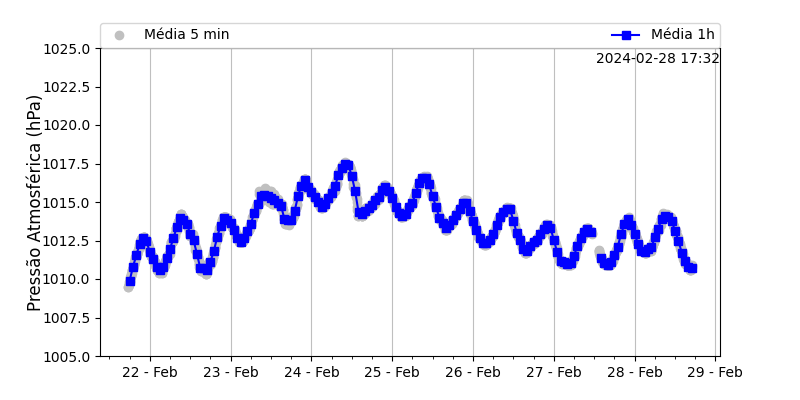 Média 5 min
Média 1h
2024-02-28 17:32
Pressão Atmosférica (hPa)
1025.0
1022.5
1020.0
1017.5
1015.0
1012.5
1010.0
1007.5
1005.0
22 - Feb
23 - Feb
24 - Feb
25 - Feb
26 - Feb
27 - Feb
28 - Feb
29 - Feb